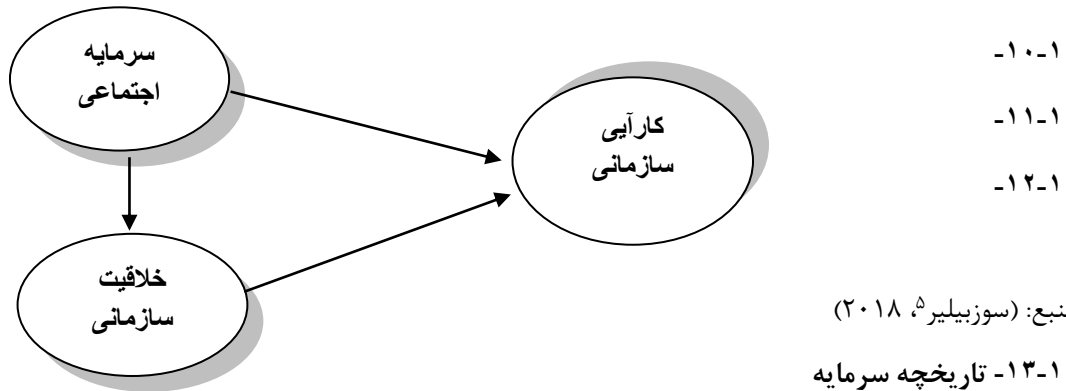 سرمایه
اجتماعی
کارآیی
سازمانی
خلاقیت
سازمانی
۱-۱۰-
۱-۱۱-
۱-۱۲-
نبع: (سوزبیلیر۵، ۲۰۱۸)
۱-۱۳- تاریخچه سرمایه